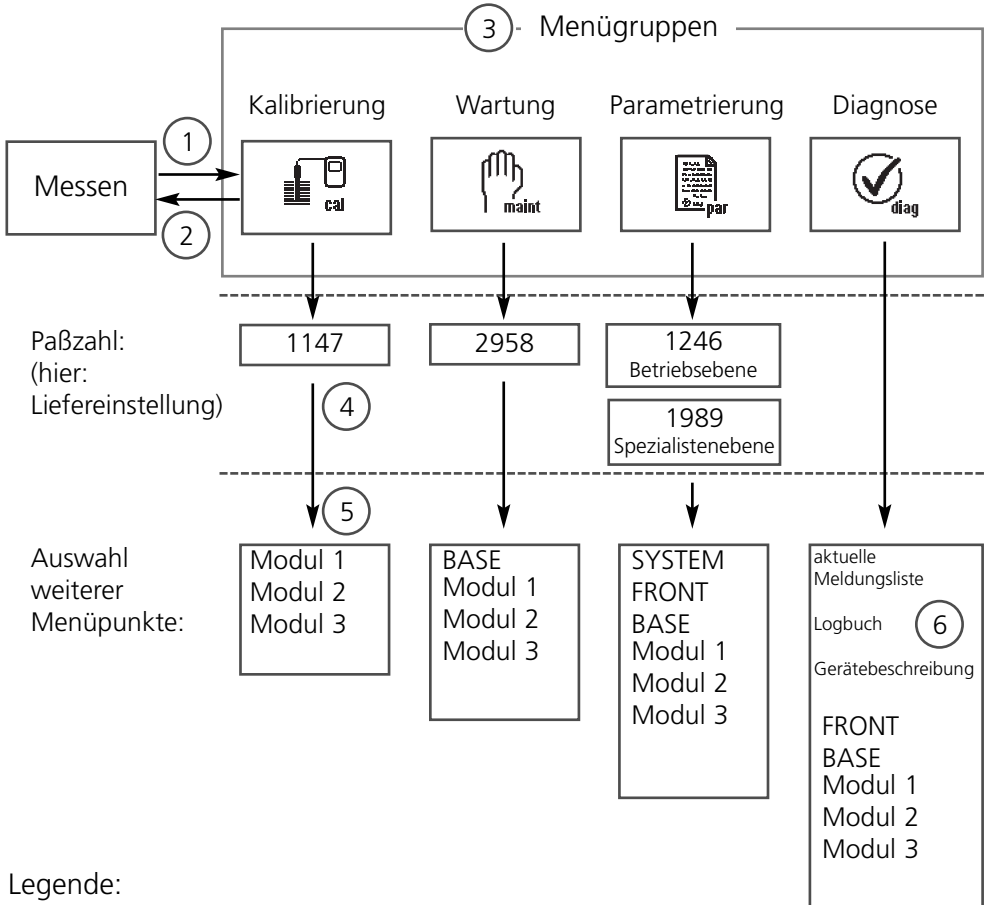 3 Menügruppen
Kalibrierung Wartung Parametrierung Diagnose
1
Messen
cal maint par diag
2
Paßzahl:
(hier:
Liefereinstellung)
1147 2958 1246
Betriebsebene
4
1989
Spezialistenebene
5
Auswahl
weiterer
Menüpunkte:
Modul 1
Modul 2
Modul 3
BASE
Modul 1
Modul 2
Modul 3
SYSTEM
FRONT
BASE
Modul 1
Modul 2
Modul 3
aktuelle
Meldungsliste
Logbuch 6
Gerätebeschreibung
FRONT
BASE
Modul 1
Modul 2
Modul 3
Legende: